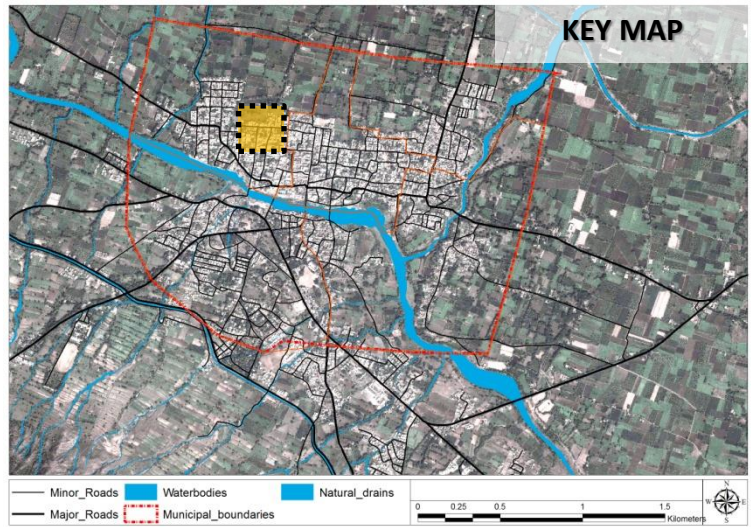 KEY MAP
Minor_Roads Waterbodies Natural_drains
Major_Roads Municipal_boundaries
0 0.25 0.5 1 1.5
Kilometers
N
W E
S